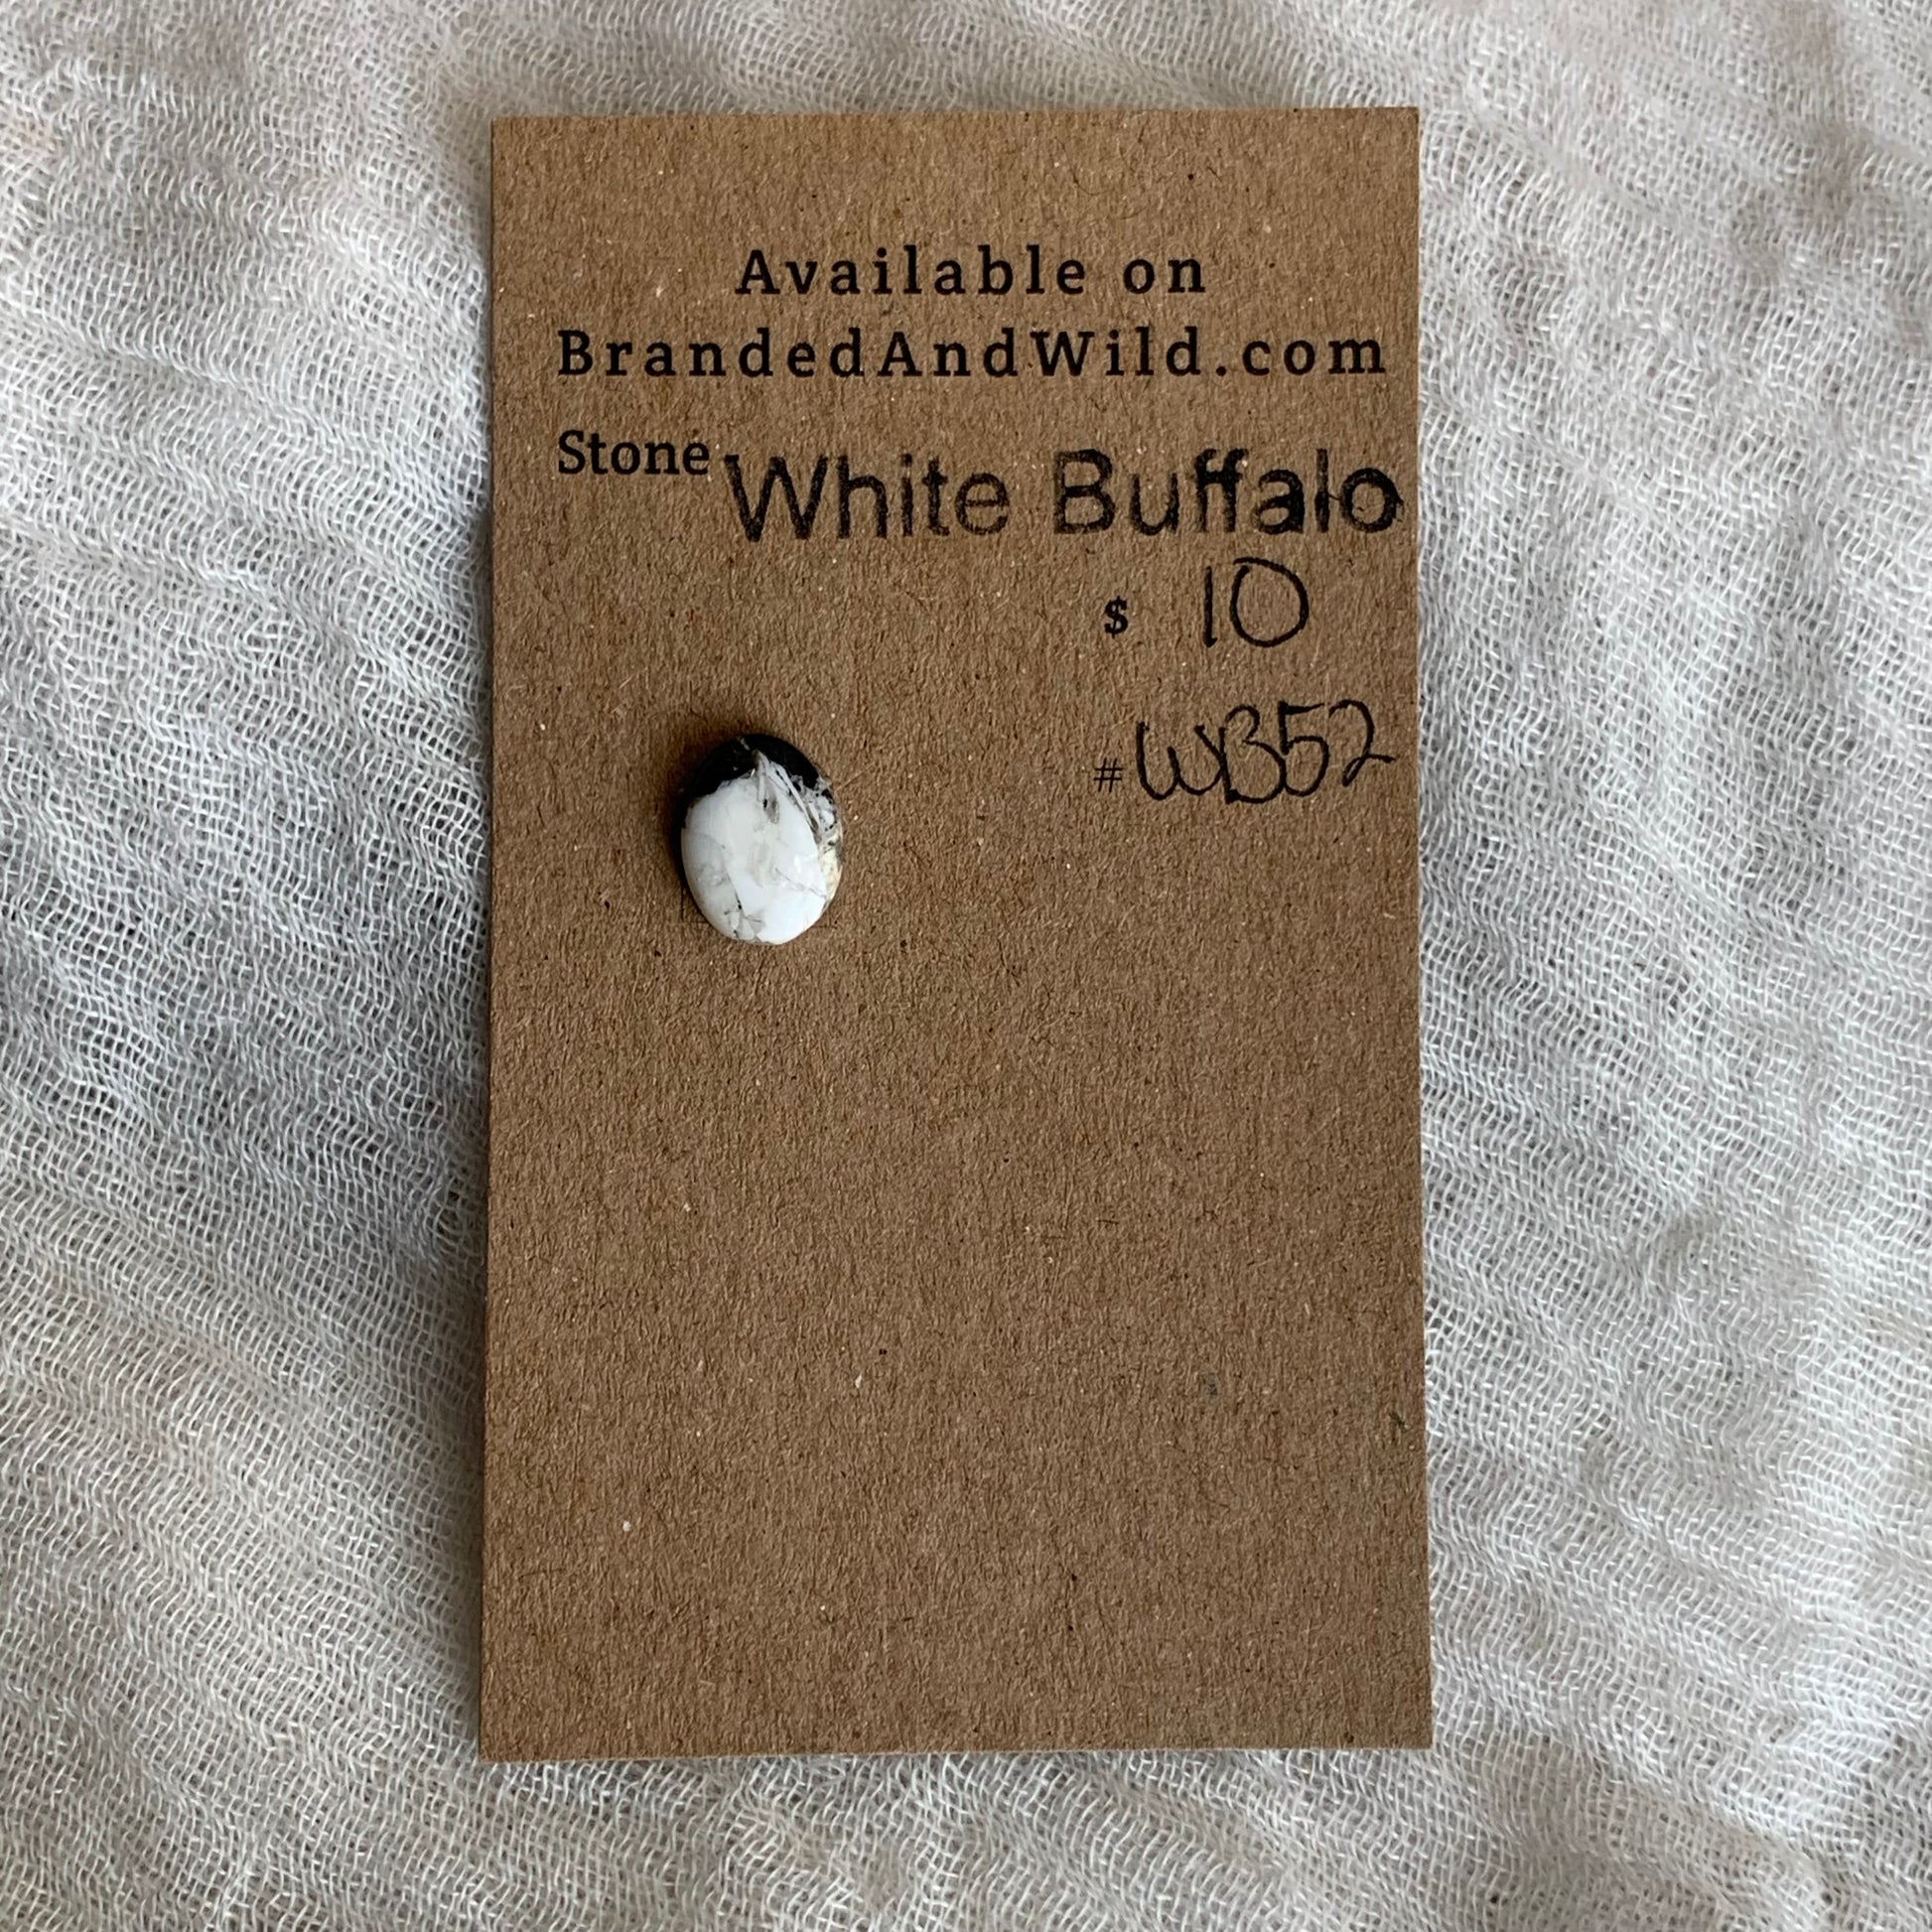 Available on
BrandedAndWild.com
Stone White Buffalo
$ 10
#WB52